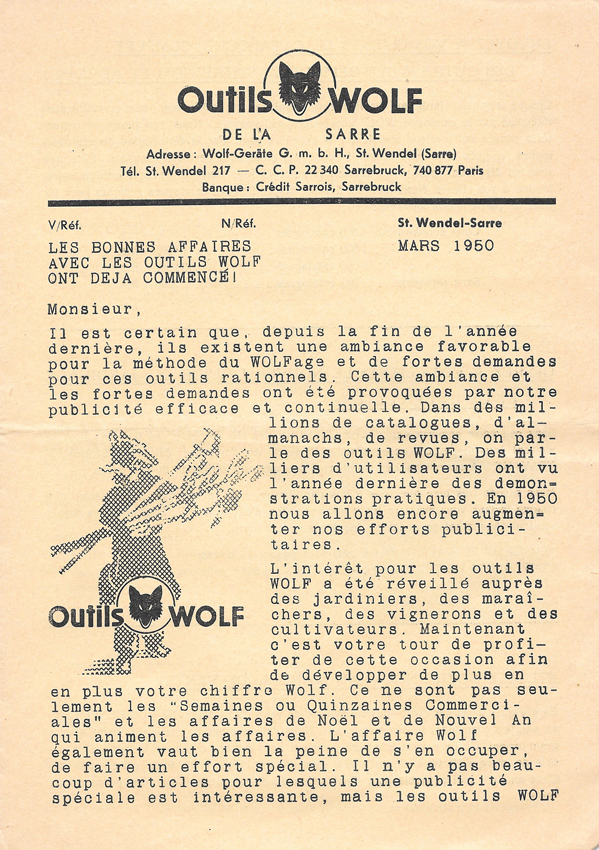 Outils WOLF
DE LA SARRE
Adresse : Wolf-Geräte G. m. b. H., St. Wendel (Sarre)
Tél. St. Wendel 217 — C. C. P. 22 340 Sarrebruck, 740 877 Paris
Banque : Crédit Sarrois, Sarrebruck
V/Réf. N/Réf. St. Wendel-Sarre
LES BONNES AFFAIRES MARS 1950
AVEC LES OUTILS WOLF
ONT DEJA COMMENCÉ!
Monsieur,
Il est certain que, depuis la fin de l'année
dernière, ils existent une ambiance favorable
pour la méthode du WOLFage et de fortes demandes
pour ces outils rationnels. Cette ambiance et
les fortes demandes ont été provoquées par notre
publicité efficace et continuelle. Dans des mil-
lions de catalogues, d'al-
manachs, de revues, on par-
le des outils WOLF. Des mil-
liers d'utilisateurs ont vu
l'année dernière des démon=
strations pratiques. En 1950
nous allons encore augmen=
ter nos efforts publici-
taires.
L'intérêt pour les outils
WOLF a été réveillé auprès
des jardiniers, des maraî-
chers, des vignerons et des
cultivateurs. Maintenant
c'est votre tour de profi-
ter de cette occasion afin
de développer de plus en
Outils WOLF
en plus votre chiffre Wolf. Ce ne sont pas seu-
lement les "Semaines ou Quinzaines Commerci-
ales" et les affaires de Noël et de Nouvel An
qui animent les affaires. L'affaire Wolf
également vaut bien la peine de s'en occuper,
de faire un effort spécial. Il n'y a pas beau-
coup d'articles pour lesquels une publicité
spéciale est intéressante, mais les outils WOLF